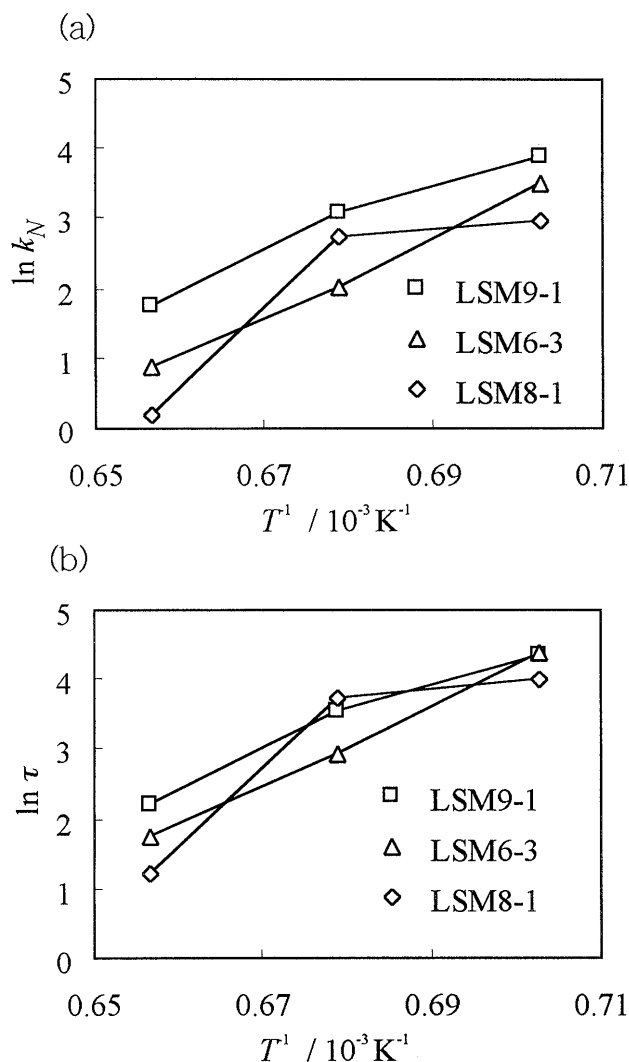 (a)
5
4
3
2
1
0
ln k_N
LSM9-1
LSM6-3
LSM8-1
0.65
0.67
0.69
0.71
T^1 / 10^-3 K^-1
(b)
5
4
3
2
1
0
ln τ
LSM9-1
LSM6-3
LSM8-1
0.65
0.67
0.69
0.71
T^1 / 10^-3 K^-1